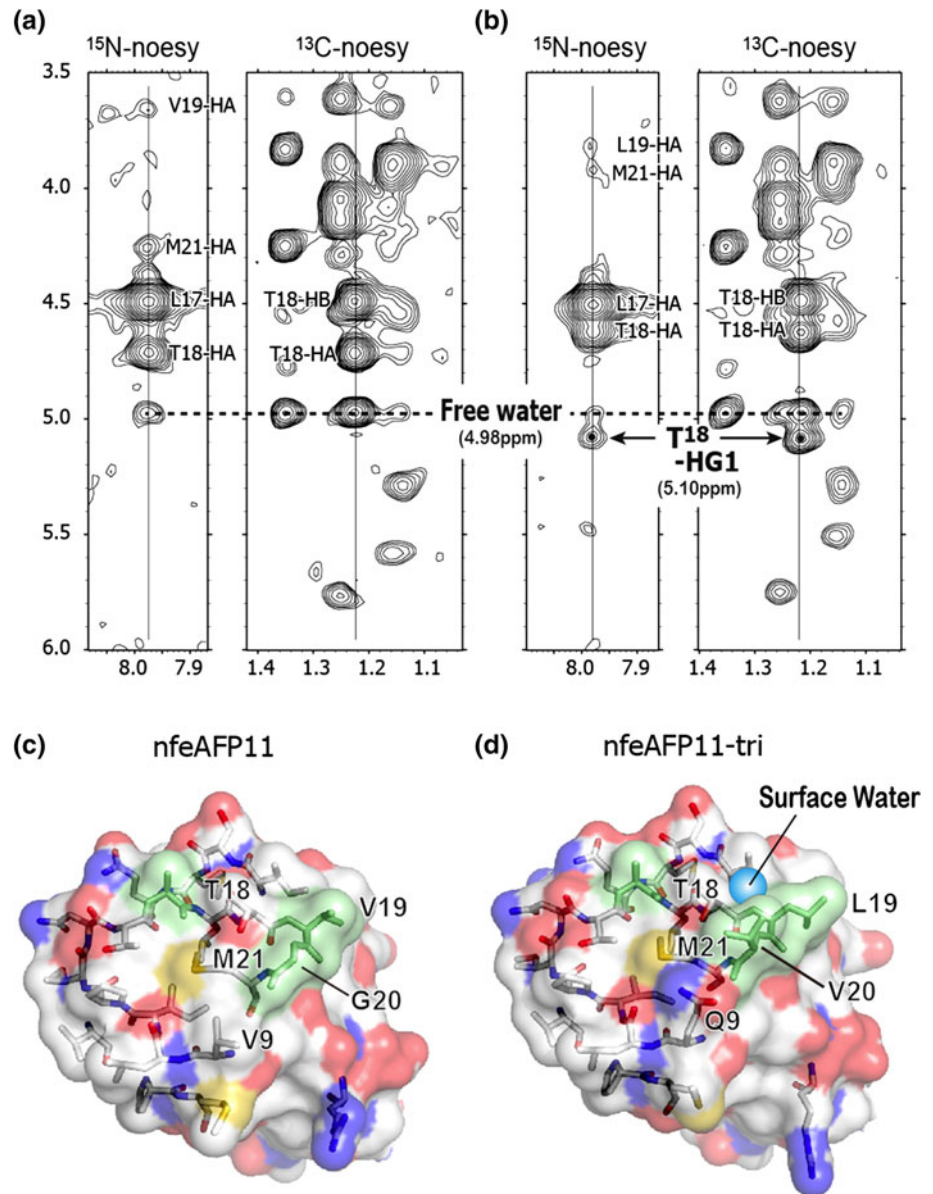 (a)
(b)
¹⁵N-noesy
¹³C-noesy
¹⁵N-noesy
¹³C-noesy
3.5
4.0
4.5
5.0
5.5
6.0
V19-HA
M21-HA
L17-HA
T18-HA
T18-HB
T18-HA
L19-HA
M21-HA
L17-HA
T18-HA
T18-HB
T18-HA
Free water
(4.98ppm)
T¹⁸
-HG1
(5.10ppm)
8.0 7.9
1.4 1.3 1.2 1.1
8.0 7.9
1.4 1.3 1.2 1.1
(c)
nfeAFP11
(d)
nfeAFP11-tri
Surface Water
T18
V19
M21
G20
V9
T18
L19
M21
V20
Q9